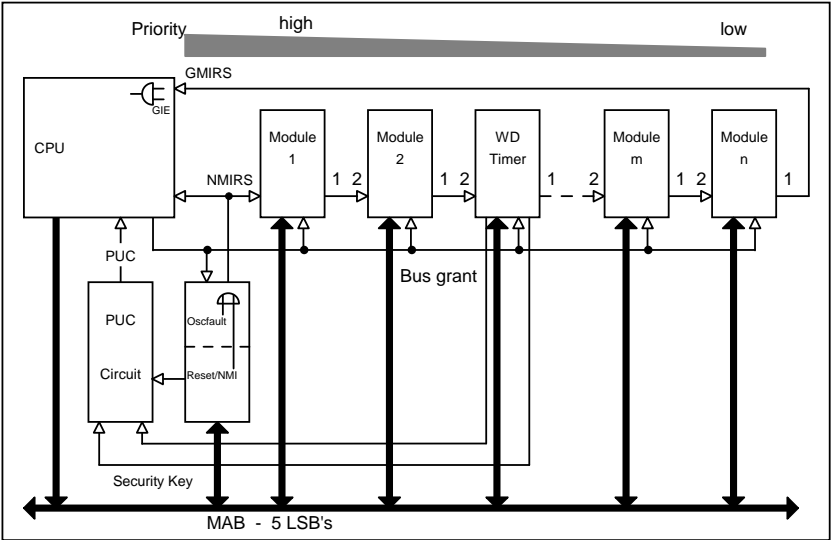 Priority
high
low
GMIRS
GIE
CPU
NMIRS
Module
1
1 2
Module
2
1 2
WD
Timer
1 2
Module
m
1 2
Module
n
1
PUC
Bus grant
PUC
Circuit
Oscfault
Reset/NMI
Security Key
MAB - 5 LSB's